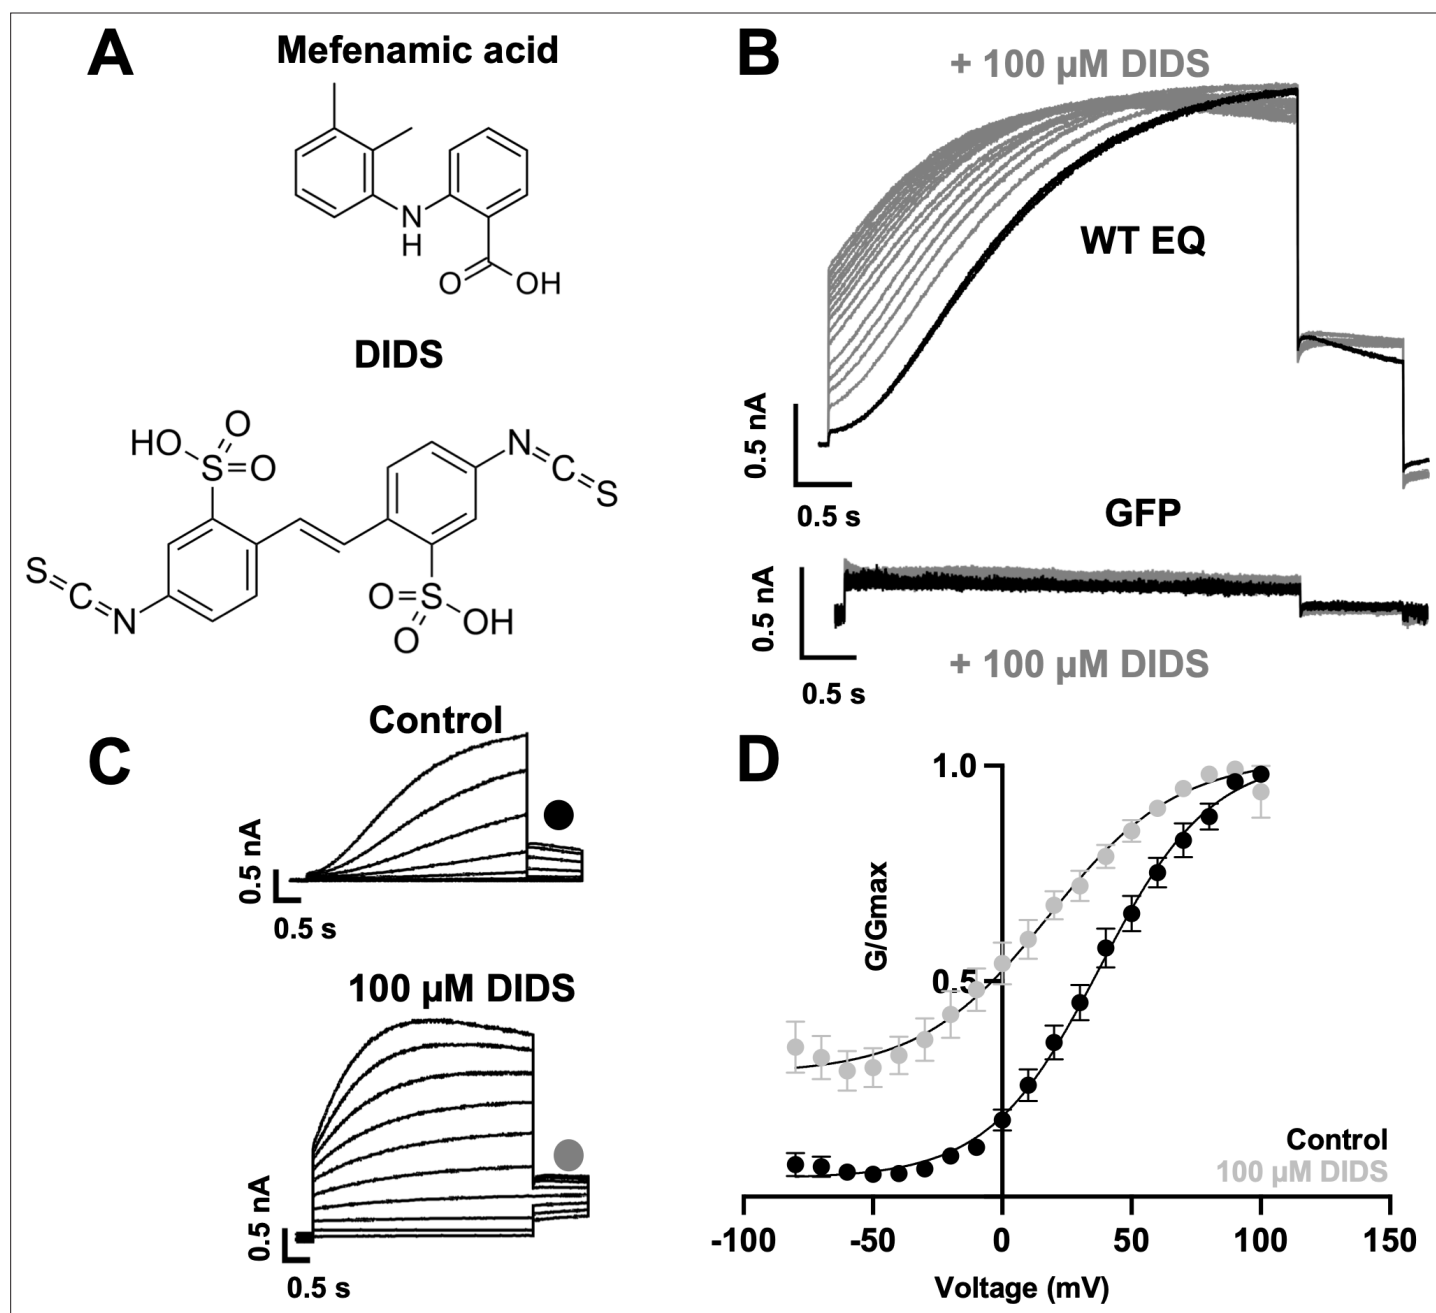 A
Mefenamic acid
N
H
O
OH
DIDS
HO
O
S
O
N
C
S
S
C
N
O
S
O
OH
B
+ 100 µM DIDS
WT EQ
0.5 nA
0.5 s
GFP
0.5 nA
+ 100 µM DIDS
0.5 s
C
Control
0.5 nA
0.5 s
100 µM DIDS
0.5 nA
0.5 s
D
1.0
G/Gmax
0.5
Control
100 µM DIDS
-100
-50
0
50
100
150
Voltage (mV)